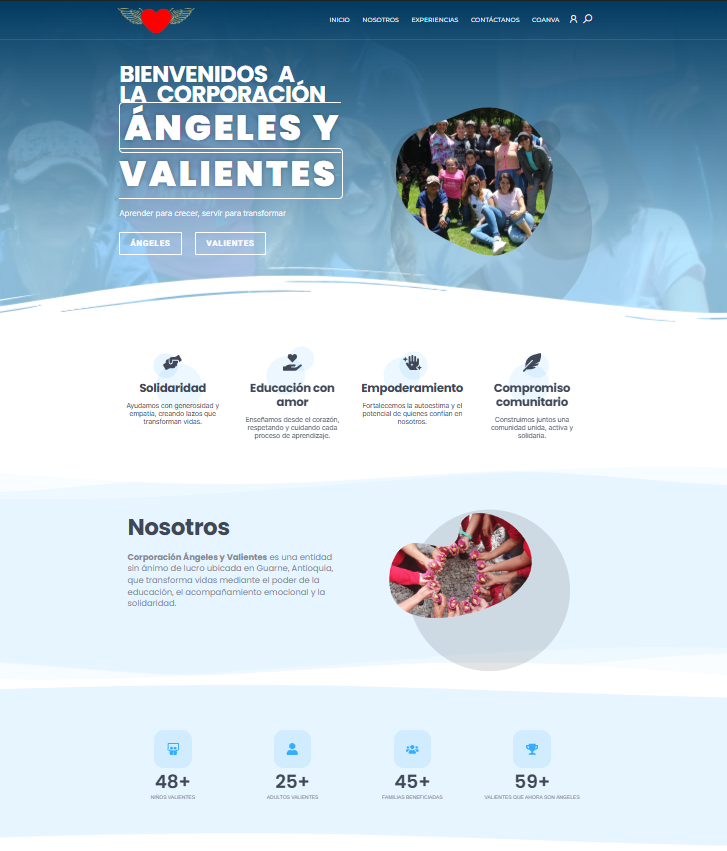 INICIO NOSOTROS EXPERIENCIAS CONTÁCTANOS COANVA
BIENVENIDOS A
LA CORPORACIÓN
ÁNGELES Y
VALIENTES
Aprender para crecer, servir para transformar
ÁNGELES VALIENTES
Solidaridad
Ayudamos con generosidad y
empatía, creando lazos que
transforman vidas.
Educación con
amor
Enseñamos desde el corazón,
respetando y cuidando cada
proceso de aprendizaje.
Empoderamiento
Fortalecemos la autoestima y el
potencial de quienes confían en
nosotros.
Compromiso
comunitario
Construimos juntos una
comunidad unida, activa y
solidaria.
Nosotros
Corporación Ángeles y Valientes es una entidad
sin ánimo de lucro ubicada en Guarne, Antioquia,
que transforma vidas mediante el poder de la
educación, el acompañamiento emocional y la
solidaridad.
48+
NIÑOS VALIENTES
25+
ADULTOS VALIENTES
45+
FAMILIAS BENEFICIADAS
59+
VALIENTES QUE AHORA SON ÁNGELES